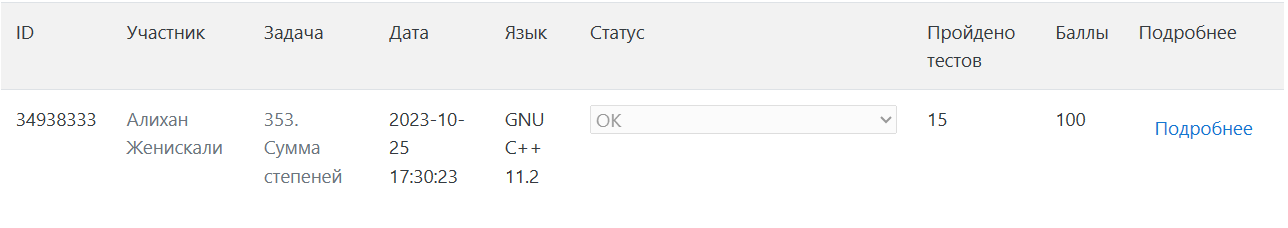 ID Участник Задача Дата Язык Статус Пройдено тестов Баллы Подробнее
34938333 Алихан Женискали 353. Сумма степеней 2023-10-25 17:30:23 GNU C++ 11.2 OK 15 100 Подробнее